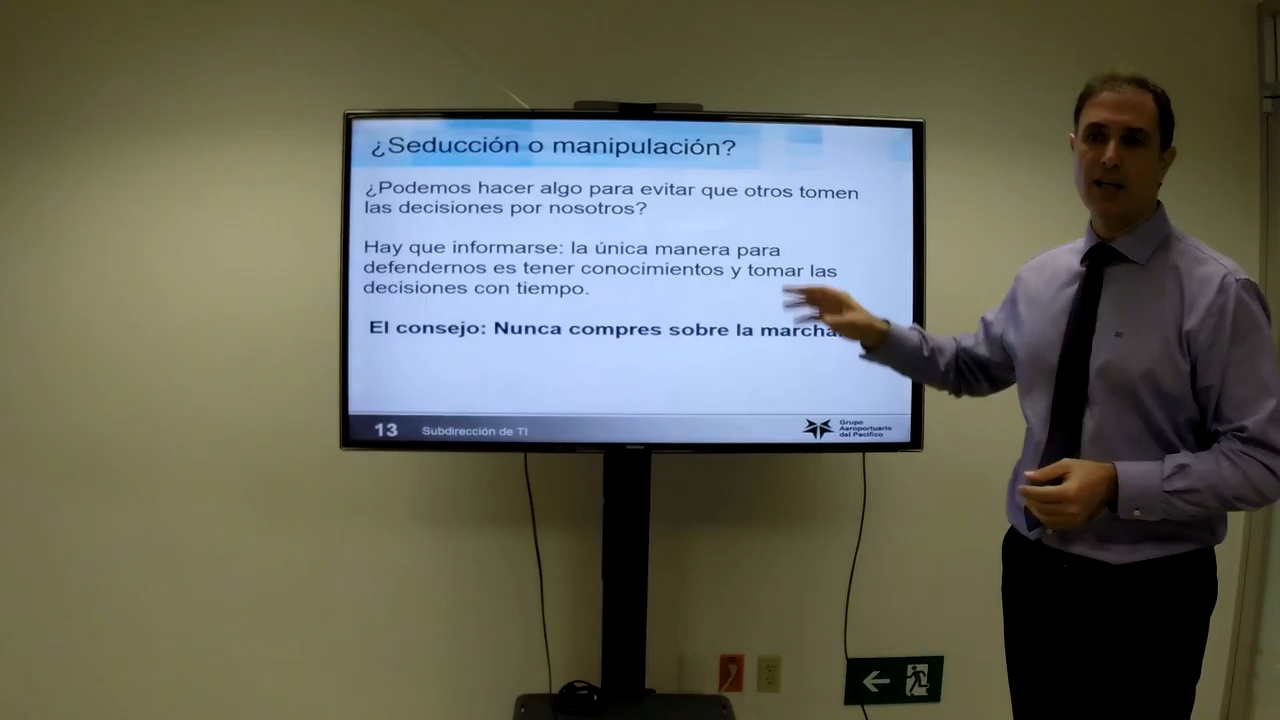 ¿Seducción o manipulación?
¿Podemos hacer algo para evitar que otros tomen
las decisiones por nosotros?
Hay que informarse: la única manera para
defendernos es tener conocimientos y tomar las
decisiones con tiempo.
El consejo: Nunca compres sobre la marcha.
13
Subdirección de TI
Grupo
Aeroportuario
del Pacífico